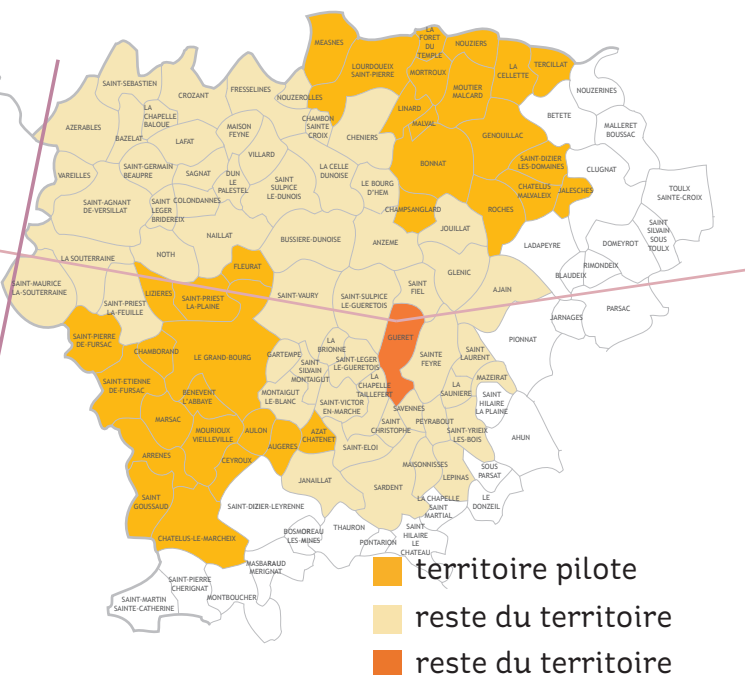 MEASNES
LA
FORET
DU
TEMPLE
NOUZIERS
LOURDOUEIX
SAINT-PIERRE
MORTROUX
LA
CELLETTE
TERCILLAT
SAINT-SEBASTIEN
CROZANT
FRESSELINES
NOUZEROLLES
MOUTIER
MALCARD
NOUZERINES
LA
CHAPELLE
BALOUE
LINARD
BETETE
AZERABLES
BAZELAT
MAISON
FEYNE
CHAMBON
SAINTE
CROIX
CHENIERS
MALVAL
GENOUILLAC
MALLERET
BOUSSAC
LAFAT
VILLARD
VAREILLES
SAINT-GERMAIN
BEAUPRE
SAGNAT
DUN
LE
PALESTEL
SAINT
SULPICE
LE-DUNOIS
LA CELLE
DUNOISE
BONNAT
SAINT-DIZIER
LES-DOMAINES
CLUGNAT
LE BOURG
D'HEM
CHATELUS
MALVALEIX
JALESCHES
TOULX
SAINTE-CROIX
SAINT-AGNANT
DE-VERSILLAT
SAINT
LEGER
BRIDEREIX
COLONDANNES
CHAMPSANGLARD
ROCHES
SAINT
SILVAIN
SOUS
TOULX
NAILLAT
BUSSIERE-DUNOISE
ANZEME
JOUILLAT
LADAPEYRE
DOMEYROT
LA SOUTERRAINE
NOTH
FLEURAT
GLENIC
RIMONDEIX
BLAUDEIX
SAINT-MAURICE
LA-SOUTERRAINE
SAINT-PRIEST
LA-FEUILLE
LIZIERES
SAINT-PRIEST
LA-PLAINE
SAINT-VAURY
SAINT-SULPICE
LE-GUERETOIS
SAINT
FIEL
AJAIN
PARSAC
JARNAGES
SAINT-PIERRE
DE-FURSAC
CHAMBORAND
LE GRAND-BOURG
GARTEMPE
LA
BRIONNE
GUERET
PIONNAT
SAINT
SILVAIN
MONTAIGUT
SAINT-LEGER
LE-GUERETOIS
SAINTE
FEYRE
SAINT
LAURENT
SAINT-ETIENNE
DE-FURSAC
BENEVENT
L'ABBAYE
MONTAIGUT
LE-BLANC
LA
CHAPELLE
TAILLEFERT
LA
SAUNIERE
MAZEIRAT
SAINT
HILAIRE
LA PLAINE
MARSAC
SAINT-VICTOR
EN-MARCHE
SAVENNES
MOURIOUX
VIEILLEVILLE
AULON
AZAT
CHATENET
SAINT
CHRISTOPHE
PEYRABOUT
SAINT-YRIEIX
LES-BOIS
AHUN
ARRENES
CEYROUX
AUGERES
SAINT-ELOI
MAISONNISSES
SOUS
PARSAT
SAINT
GOUSSAUD
JANAILLAT
SARDENT
LEPINAS
SAINT-DIZIER-LEYRENNE
LA CHAPELLE
SAINT
MARTIAL
LE
DONZEIL
CHATELUS-LE-MARCHEIX
BOSMOREAU
LES-MINES
THAURON
PONTARION
SAINT
HILAIRE
LE
CHATEAU
MASBARAUD
MERIGNAT
SAINT-PIERRE
CHERIGNAT
MONTBOUCHER
SAINT-MARTIN
SAINTE-CATHERINE
territoire pilote
reste du territoire
reste du territoire